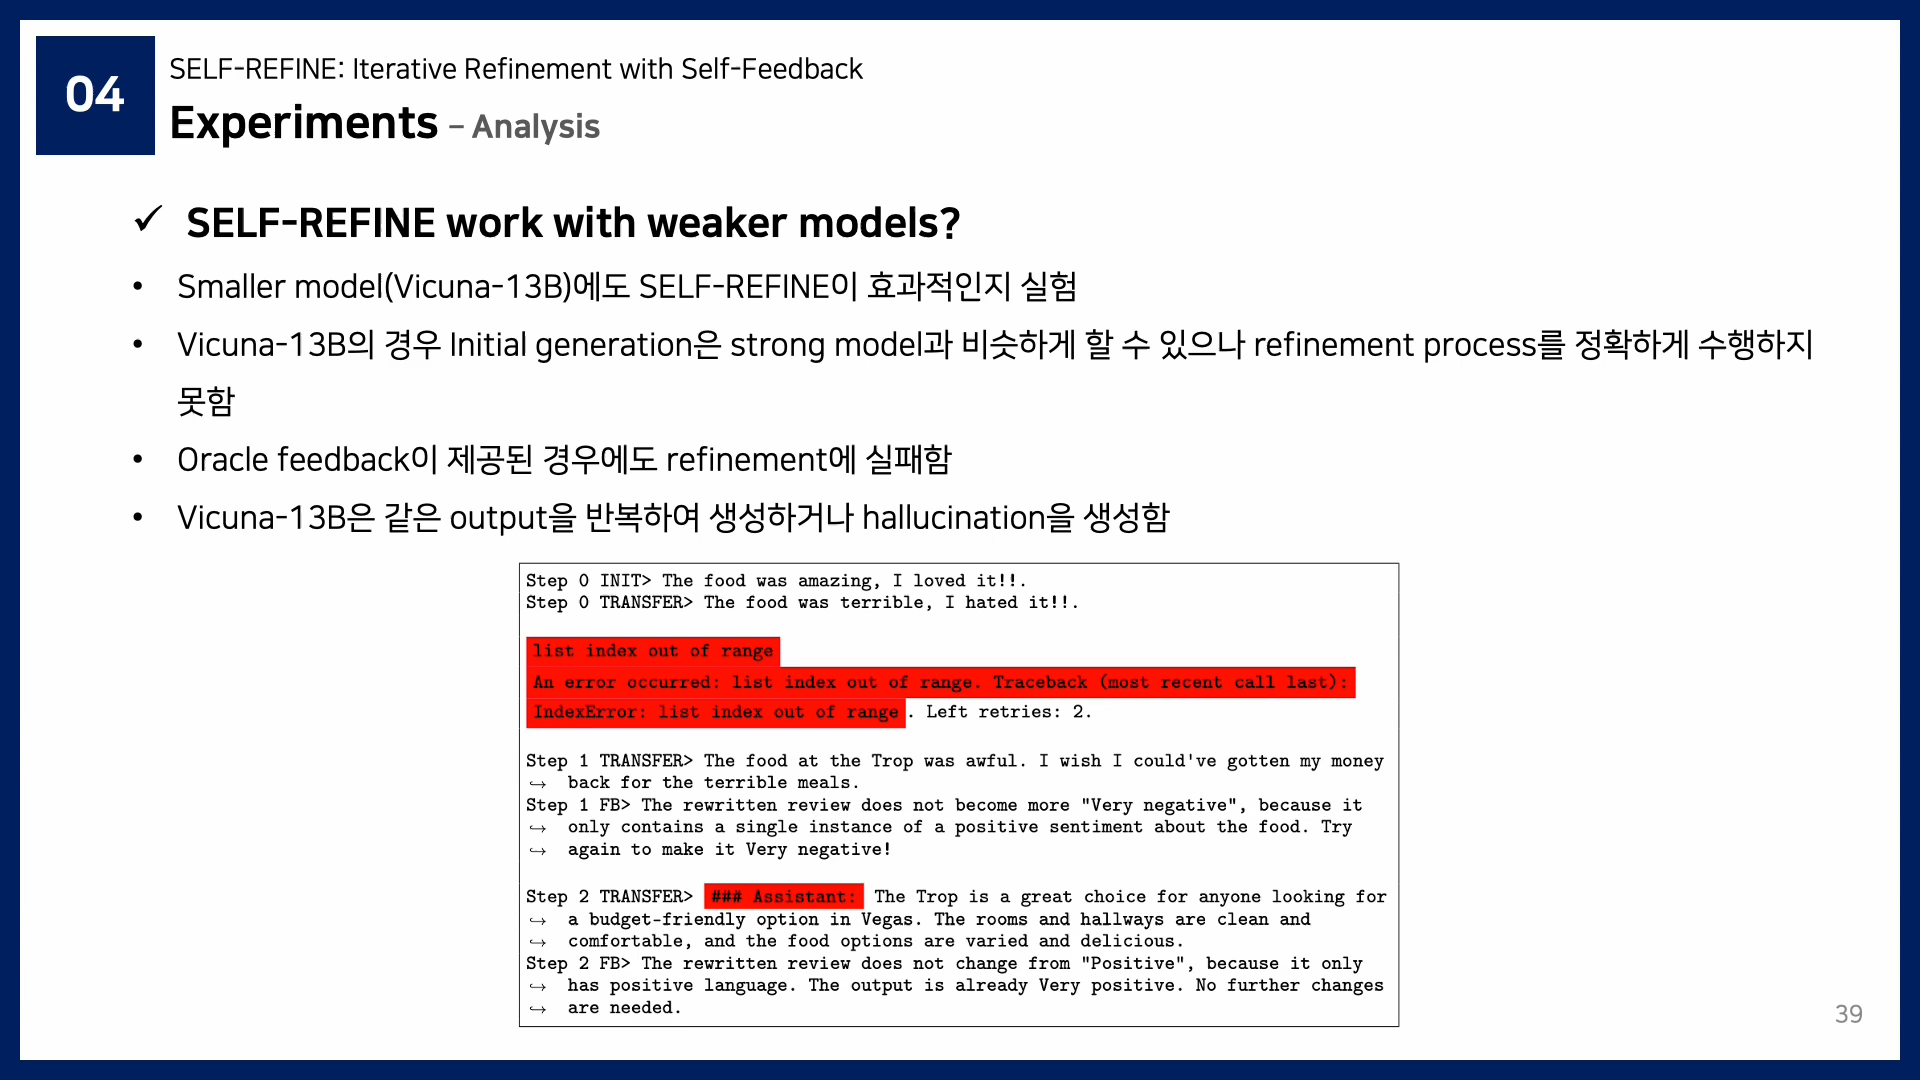 04
SELF-REFINE: Iterative Refinement with Self-Feedback
Experiments – Analysis
✓ SELF-REFINE work with weaker models?
• Smaller model(Vicuna-13B)에도 SELF-REFINE이 효과적인지 실험
• Vicuna-13B의 경우 Initial generation은 strong model과 비슷하게 할 수 있으나 refinement process를 정확하게 수행하지
못함
• Oracle feedback이 제공된 경우에도 refinement에 실패함
• Vicuna-13B은 같은 output을 반복하여 생성하거나 hallucination을 생성함
Step 0 INIT> The food was amazing, I loved it!!.
Step 0 TRANSFER> The food was terrible, I hated it!!.
list index out of range
An error occurred: list index out of range. Traceback (most recent call last):
IndexError: list index out of range. Left retries: 2.
Step 1 TRANSFER> The food at the Trop was awful. I wish I could've gotten my money
↪ back for the terrible meals.
Step 1 FB> The rewritten review does not become more "Very negative", because it
↪ only contains a single instance of a positive sentiment about the food. Try
↪ again to make it Very negative!
Step 2 TRANSFER> ### Assistant: The Trop is a great choice for anyone looking for
↪ a budget-friendly option in Vegas. The rooms and hallways are clean and
↪ comfortable, and the food options are varied and delicious.
Step 2 FB> The rewritten review does not change from "Positive", because it only
↪ has positive language. The output is already Very positive. No further changes
↪ are needed.
39